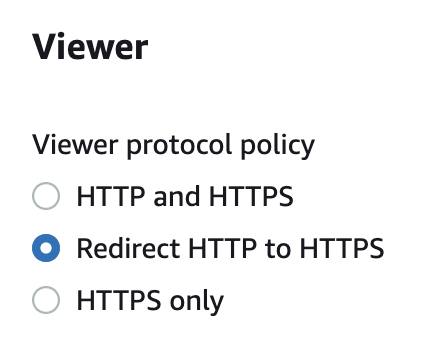 Viewer
Viewer protocol policy
HTTP and HTTPS
Redirect HTTP to HTTPS
HTTPS only